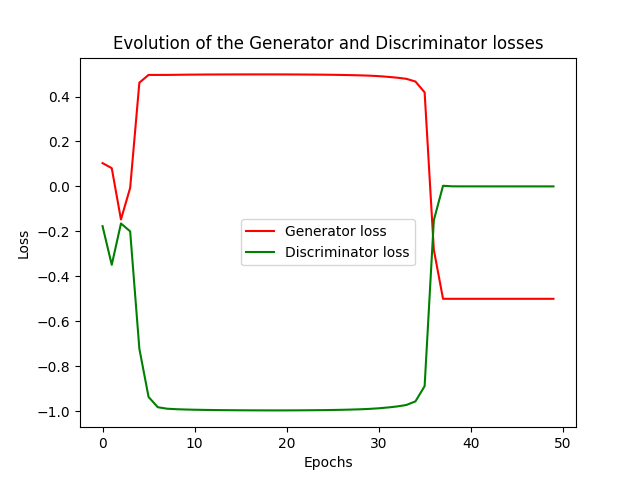 Evolution of the Generator and Discriminator losses
Loss
0.4
0.2
0.0
−0.2
−0.4
−0.6
−0.8
−1.0
Generator loss
Discriminator loss
0 10 20 30 40 50
Epochs